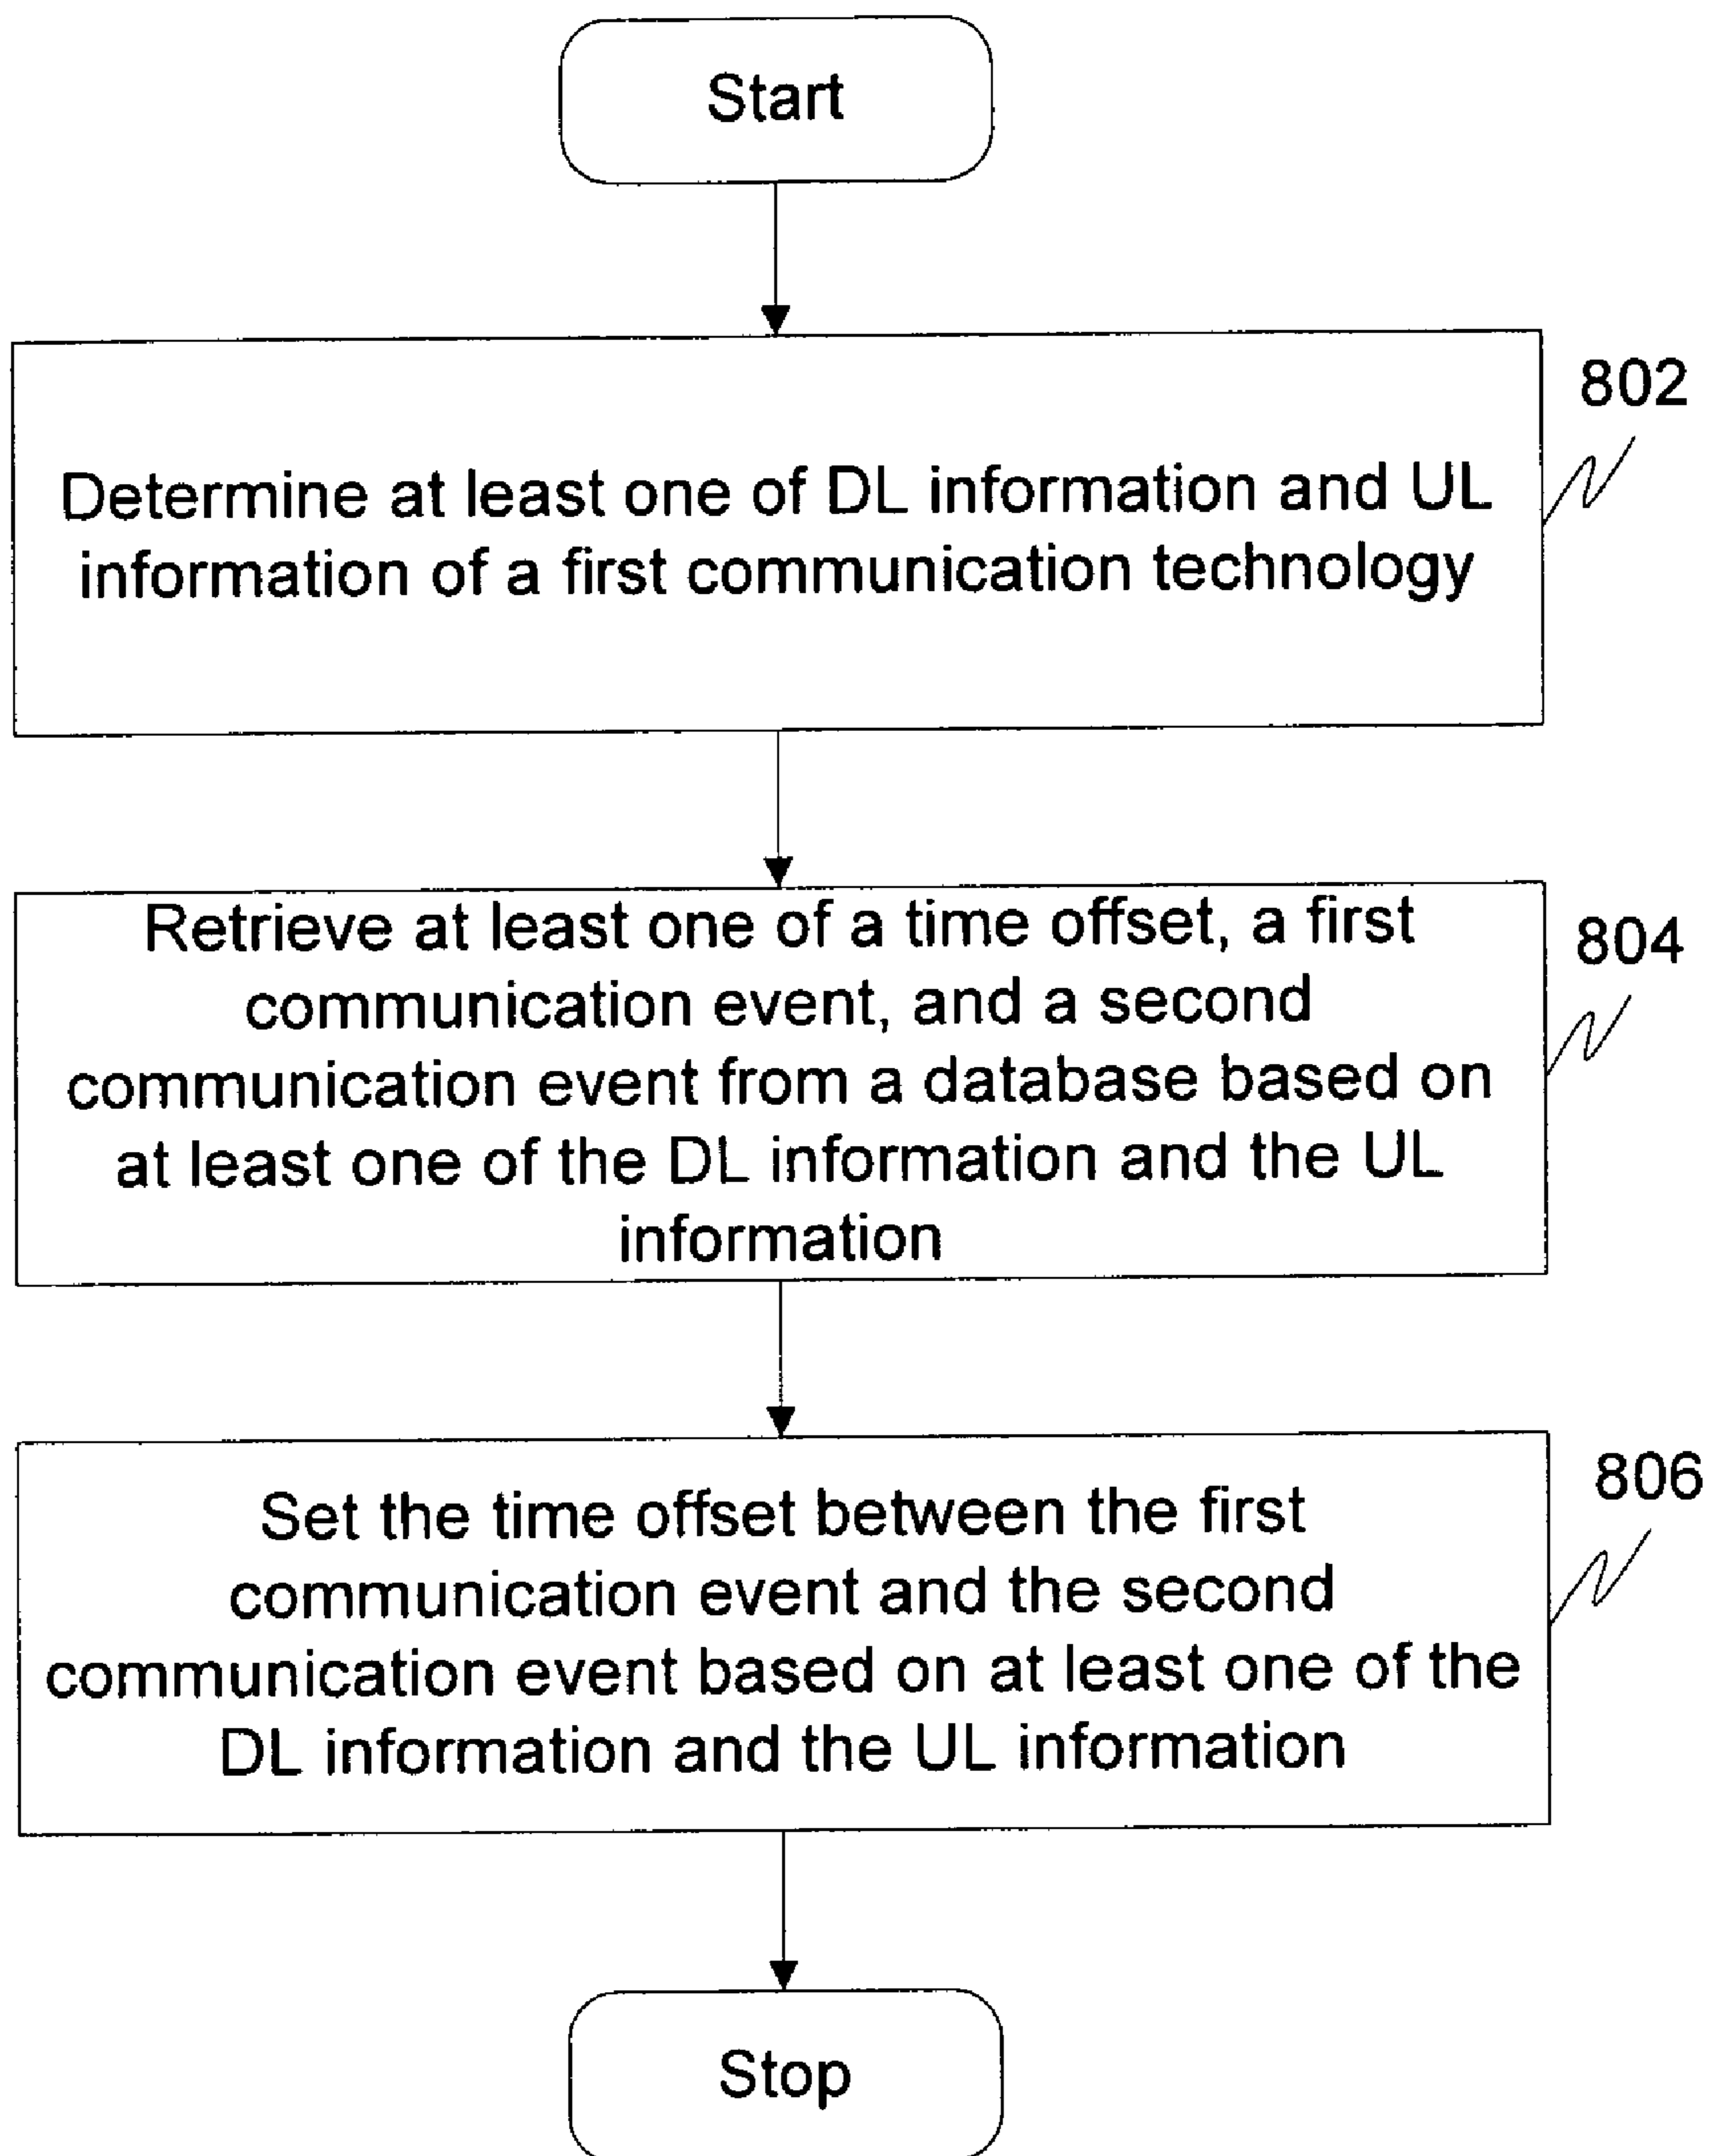 Start
802
Determine at least one of DL information and UL
information of a first communication technology
804
Retrieve at least one of a time offset, a first
communication event, and a second
communication event from a database based on
at least one of the DL information and the UL
information
806
Set the time offset between the first
communication event and the second
communication event based on at least one of the
DL information and the UL information
Stop